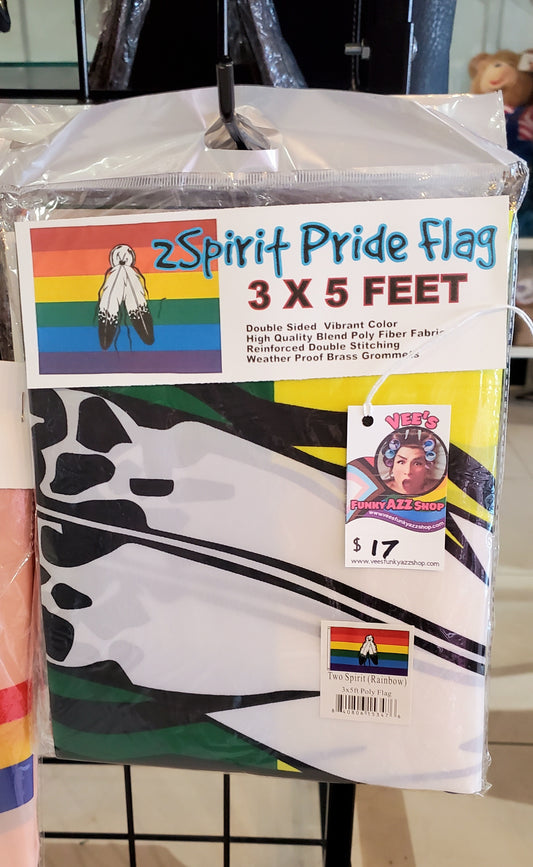 2Spirit Pride Flag
3 X 5 FEET
Double Sided Vibrant Color
High Quality Blend Poly Fiber Fabric
Reinforced Double Stitching
Weather Proof Brass Grommets
VEE'S
FUNKY AZZ SHOP
www.veesfunkyazzshop.com
$ 17
www.veesfunkyazzshop.com
Two Spirit (Rainbow)
3x5ft Poly Flag